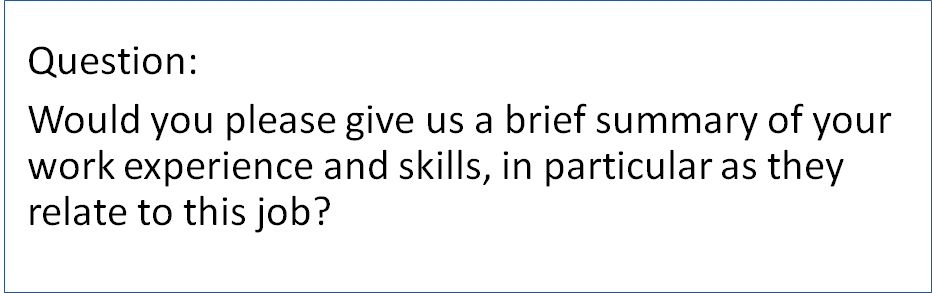 Question:
Would you please give us a brief summary of your
work experience and skills, in particular as they
relate to this job?